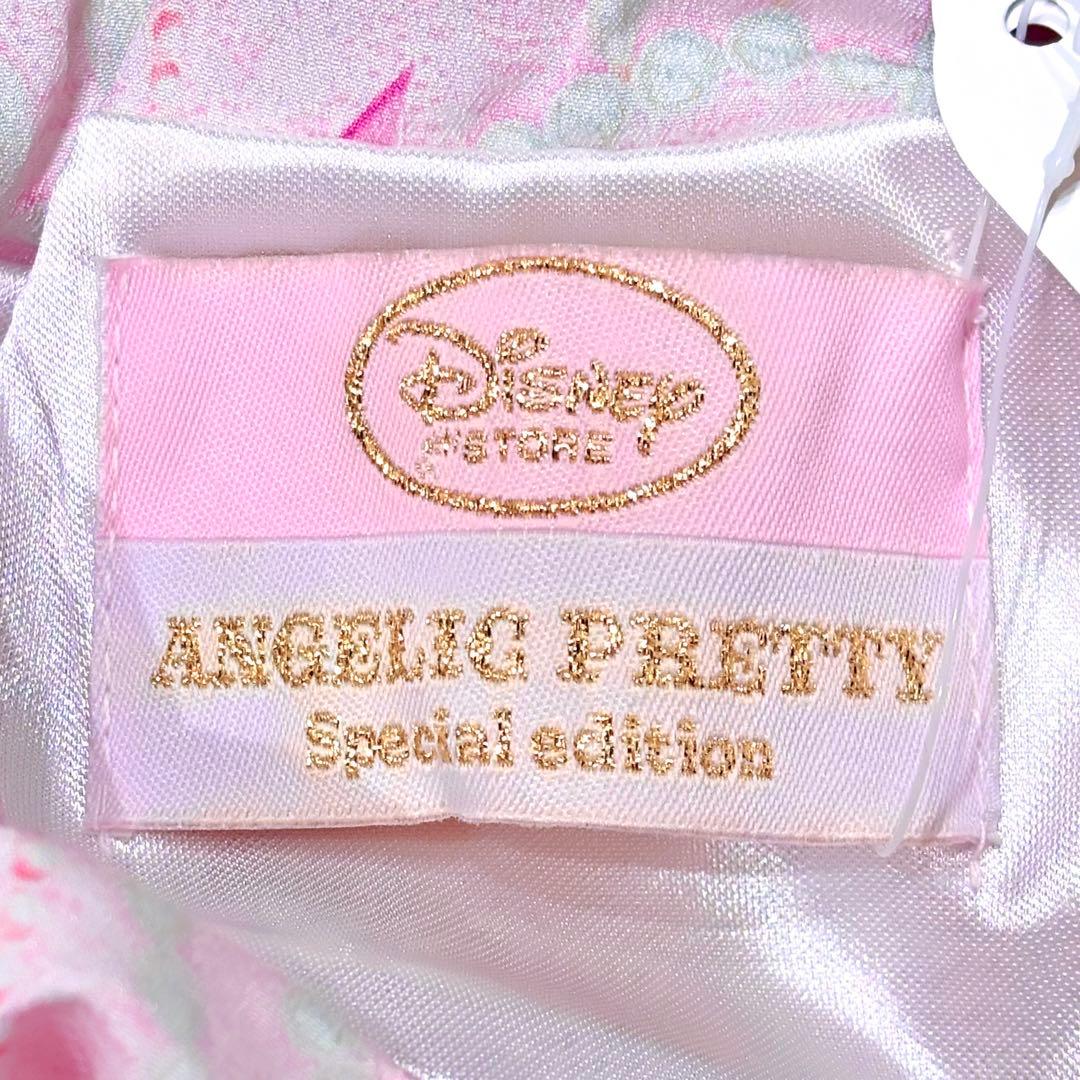 Disney
STORE
ANGELIC PRETTY
Special edition